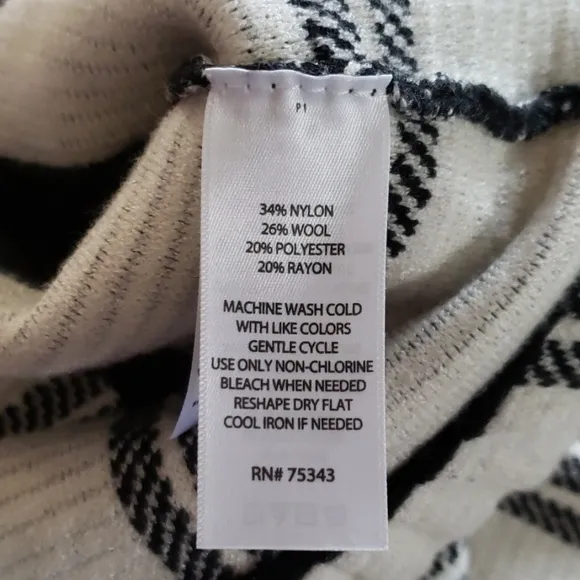 P1
34% NYLON
26% WOOL
20% POLYESTER
20% RAYON
MACHINE WASH COLD
WITH LIKE COLORS
GENTLE CYCLE
USE ONLY NON-CHLORINE
BLEACH WHEN NEEDED
RESHAPE DRY FLAT
COOL IRON IF NEEDED
RN# 75343